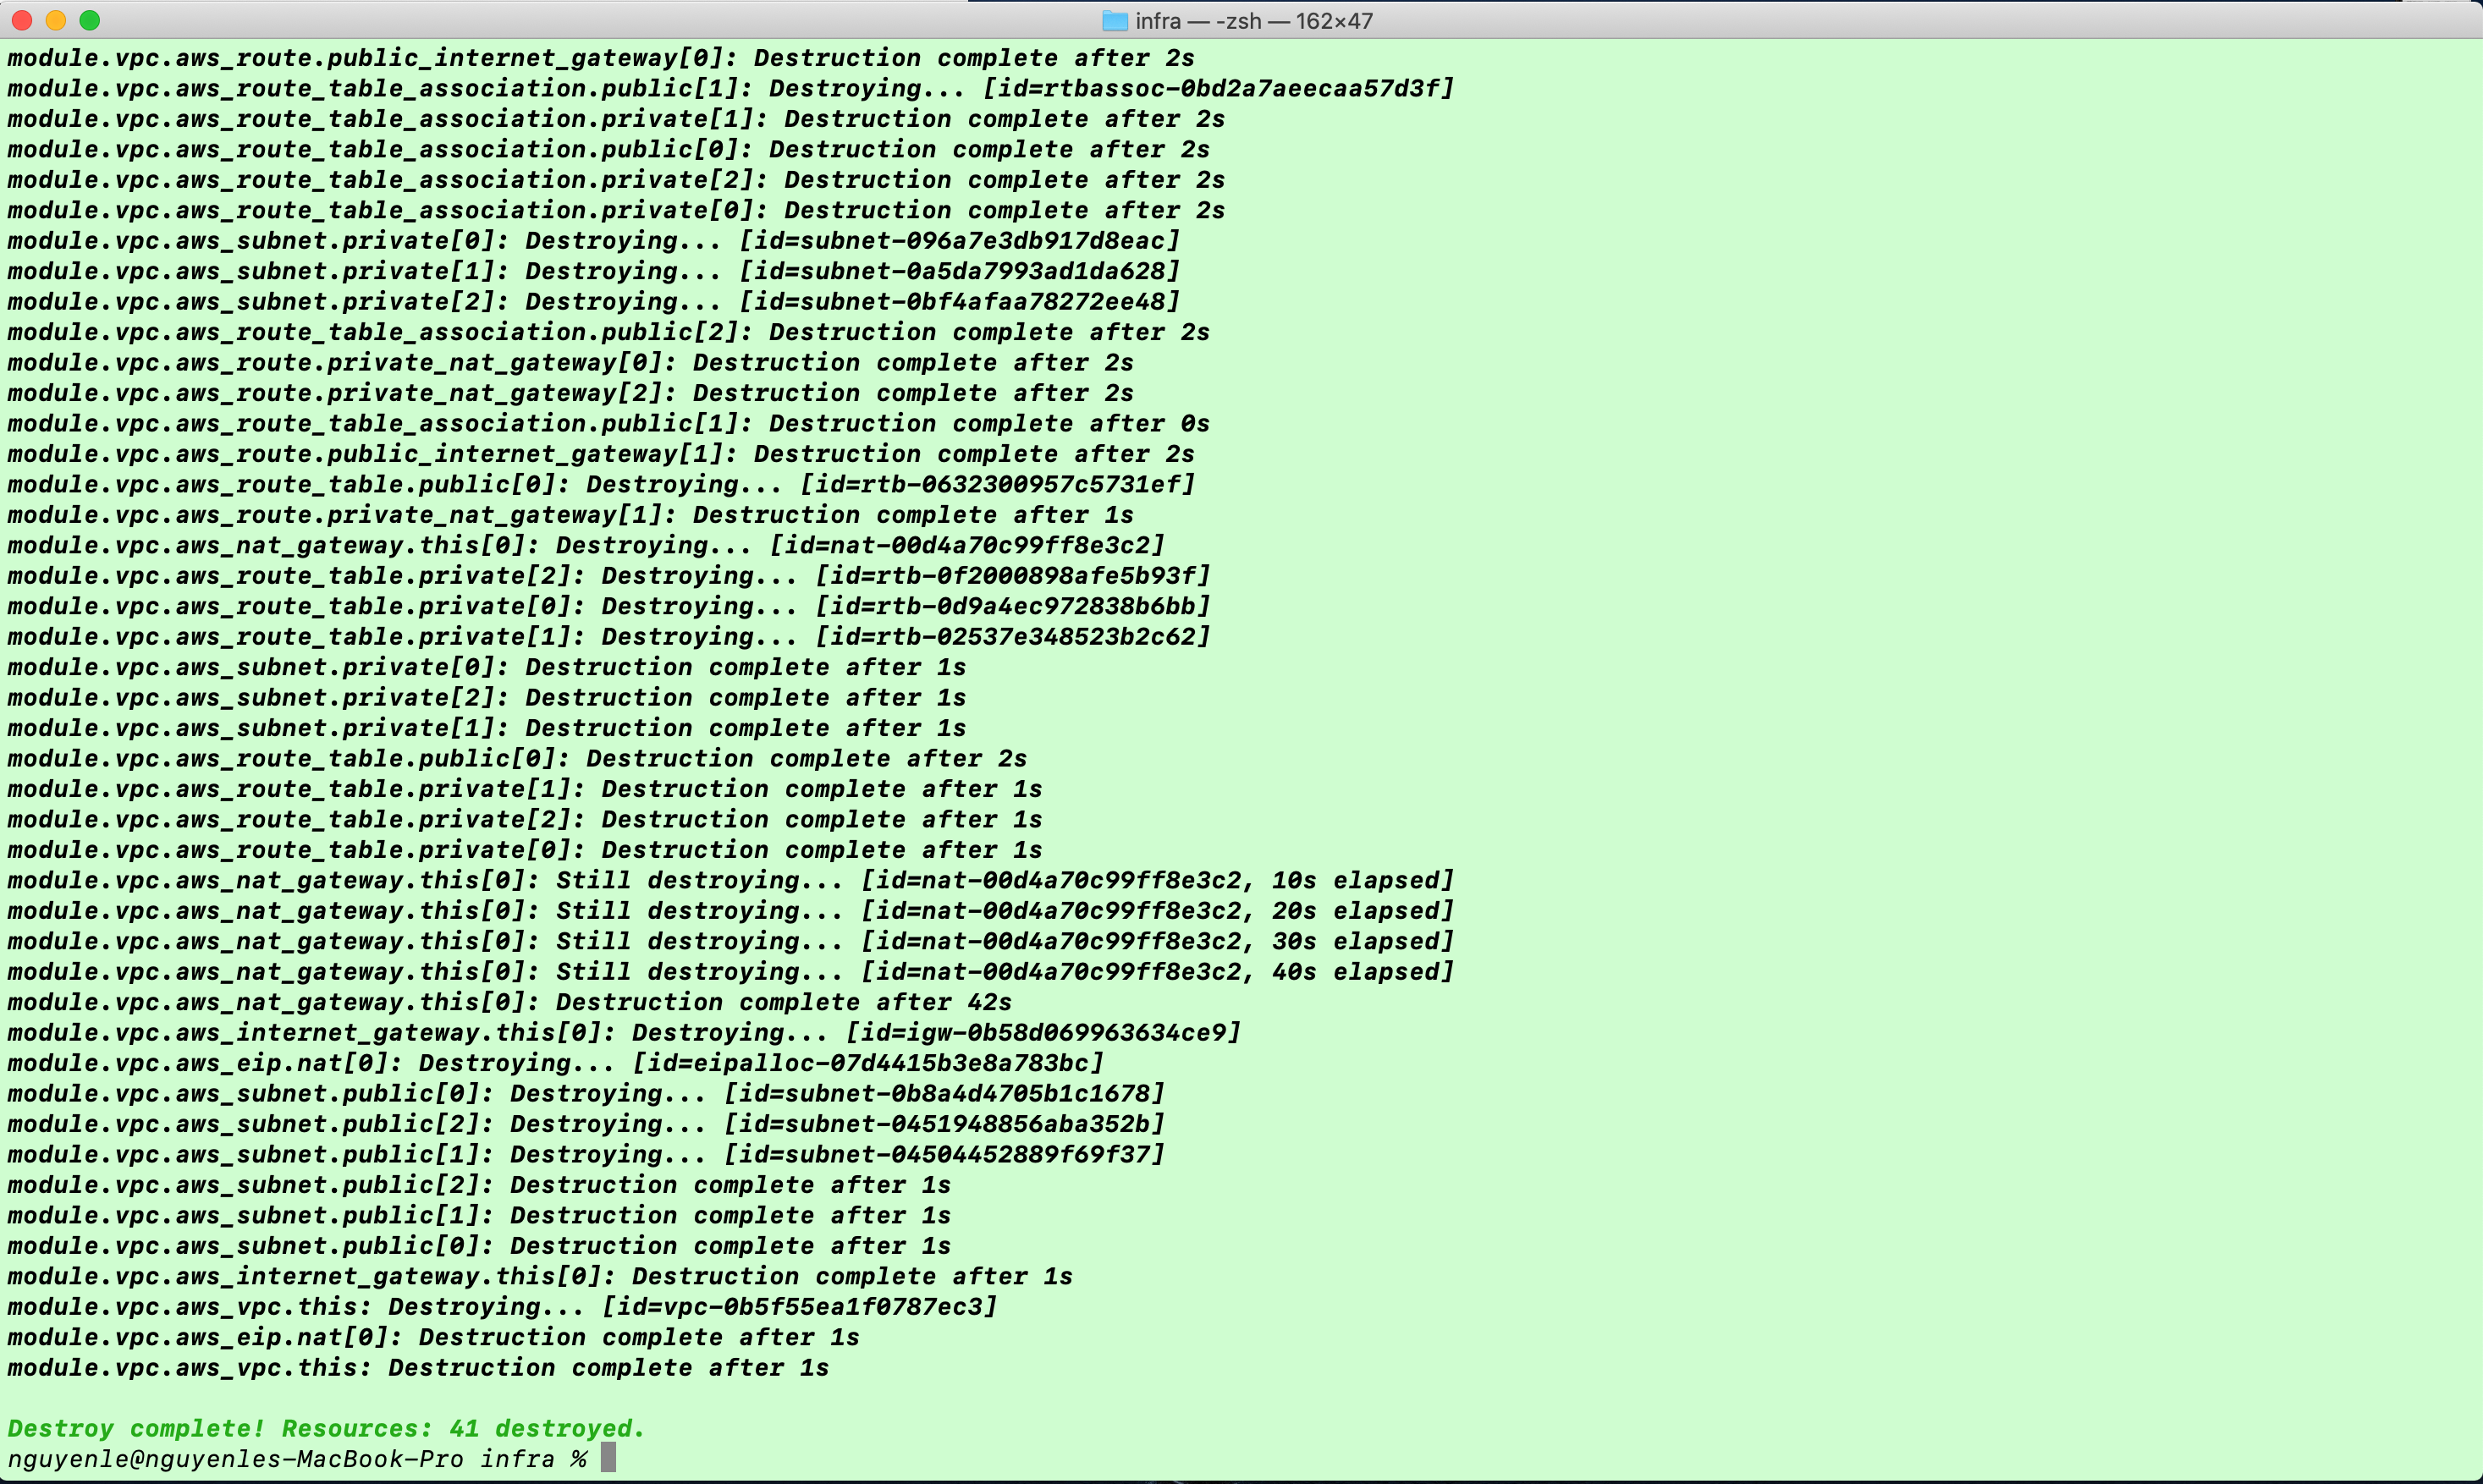 infra — -zsh — 162×47
module.vpc.aws_route.public_internet_gateway[0]: Destruction complete after 2s
module.vpc.aws_route_table_association.public[1]: Destroying... [id=rtbassoc-0bd2a7aeecaa57d3f]
module.vpc.aws_route_table_association.private[1]: Destruction complete after 2s
module.vpc.aws_route_table_association.public[0]: Destruction complete after 2s
module.vpc.aws_route_table_association.private[2]: Destruction complete after 2s
module.vpc.aws_route_table_association.private[0]: Destruction complete after 2s
module.vpc.aws_subnet.private[0]: Destroying... [id=subnet-096a7e3db917d8eac]
module.vpc.aws_subnet.private[1]: Destroying... [id=subnet-0a5da7993ad1da628]
module.vpc.aws_subnet.private[2]: Destroying... [id=subnet-0bf4afaa78272ee48]
module.vpc.aws_route_table_association.public[2]: Destruction complete after 2s
module.vpc.aws_route.private_nat_gateway[0]: Destruction complete after 2s
module.vpc.aws_route.private_nat_gateway[2]: Destruction complete after 2s
module.vpc.aws_route_table_association.public[1]: Destruction complete after 0s
module.vpc.aws_route.public_internet_gateway[1]: Destruction complete after 2s
module.vpc.aws_route_table.public[0]: Destroying... [id=rtb-0632300957c5731ef]
module.vpc.aws_route.private_nat_gateway[1]: Destruction complete after 1s
module.vpc.aws_nat_gateway.this[0]: Destroying... [id=nat-00d4a70c99ff8e3c2]
module.vpc.aws_route_table.private[2]: Destroying... [id=rtb-0f2000898afe5b93f]
module.vpc.aws_route_table.private[0]: Destroying... [id=rtb-0d9a4ec972838b6bb]
module.vpc.aws_route_table.private[1]: Destroying... [id=rtb-02537e348523b2c62]
module.vpc.aws_subnet.private[0]: Destruction complete after 1s
module.vpc.aws_subnet.private[2]: Destruction complete after 1s
module.vpc.aws_subnet.private[1]: Destruction complete after 1s
module.vpc.aws_route_table.public[0]: Destruction complete after 2s
module.vpc.aws_route_table.private[1]: Destruction complete after 1s
module.vpc.aws_route_table.private[2]: Destruction complete after 1s
module.vpc.aws_route_table.private[0]: Destruction complete after 1s
module.vpc.aws_nat_gateway.this[0]: Still destroying... [id=nat-00d4a70c99ff8e3c2, 10s elapsed]
module.vpc.aws_nat_gateway.this[0]: Still destroying... [id=nat-00d4a70c99ff8e3c2, 20s elapsed]
module.vpc.aws_nat_gateway.this[0]: Still destroying... [id=nat-00d4a70c99ff8e3c2, 30s elapsed]
module.vpc.aws_nat_gateway.this[0]: Still destroying... [id=nat-00d4a70c99ff8e3c2, 40s elapsed]
module.vpc.aws_nat_gateway.this[0]: Destruction complete after 42s
module.vpc.aws_internet_gateway.this[0]: Destroying... [id=igw-0b58d069963634ce9]
module.vpc.aws_eip.nat[0]: Destroying... [id=eipalloc-07d4415b3e8a783bc]
module.vpc.aws_subnet.public[0]: Destroying... [id=subnet-0b8a4d4705b1c1678]
module.vpc.aws_subnet.public[2]: Destroying... [id=subnet-0451948856aba352b]
module.vpc.aws_subnet.public[1]: Destroying... [id=subnet-04504452889f69f37]
module.vpc.aws_subnet.public[2]: Destruction complete after 1s
module.vpc.aws_subnet.public[1]: Destruction complete after 1s
module.vpc.aws_subnet.public[0]: Destruction complete after 1s
module.vpc.aws_internet_gateway.this[0]: Destruction complete after 1s
module.vpc.aws_vpc.this: Destroying... [id=vpc-0b5f55ea1f0787ec3]
module.vpc.aws_eip.nat[0]: Destruction complete after 1s
module.vpc.aws_vpc.this: Destruction complete after 1s
Destroy complete! Resources: 41 destroyed.
nguyenle@nguyenles-MacBook-Pro infra %